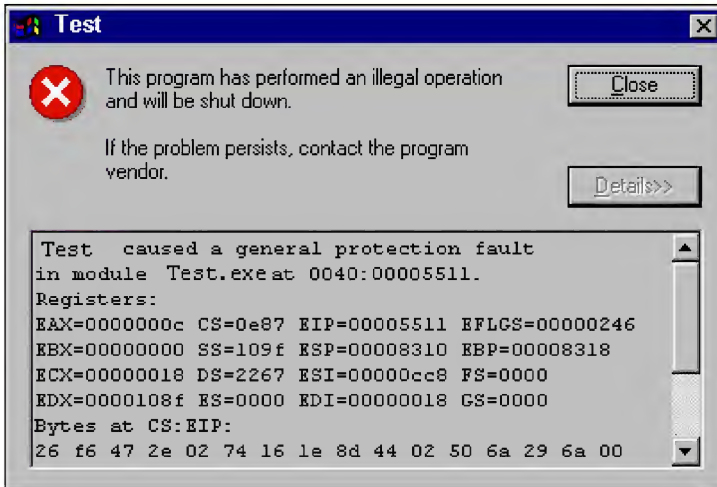 Test
This program has performed an illegal operation
and will be shut down.
Close
If the problem persists, contact the program
vendor.
Details>>
Test caused a general protection fault
in module Test.exe at 0040:00005511.
Registers:
EAX=0000000c CS=0e87 EIP=00005511 EFLGS=00000246
EBX=00000000 SS=109f ESP=00008310 EBP=00008318
ECX=00000018 DS=2267 ESI=00000cc8 FS=0000
EDX=0000108f ES=0000 EDI=00000018 GS=0000
Bytes at CS:EIP:
26 f6 47 2e 02 74 16 1e 8d 44 02 50 6a 29 6a 00